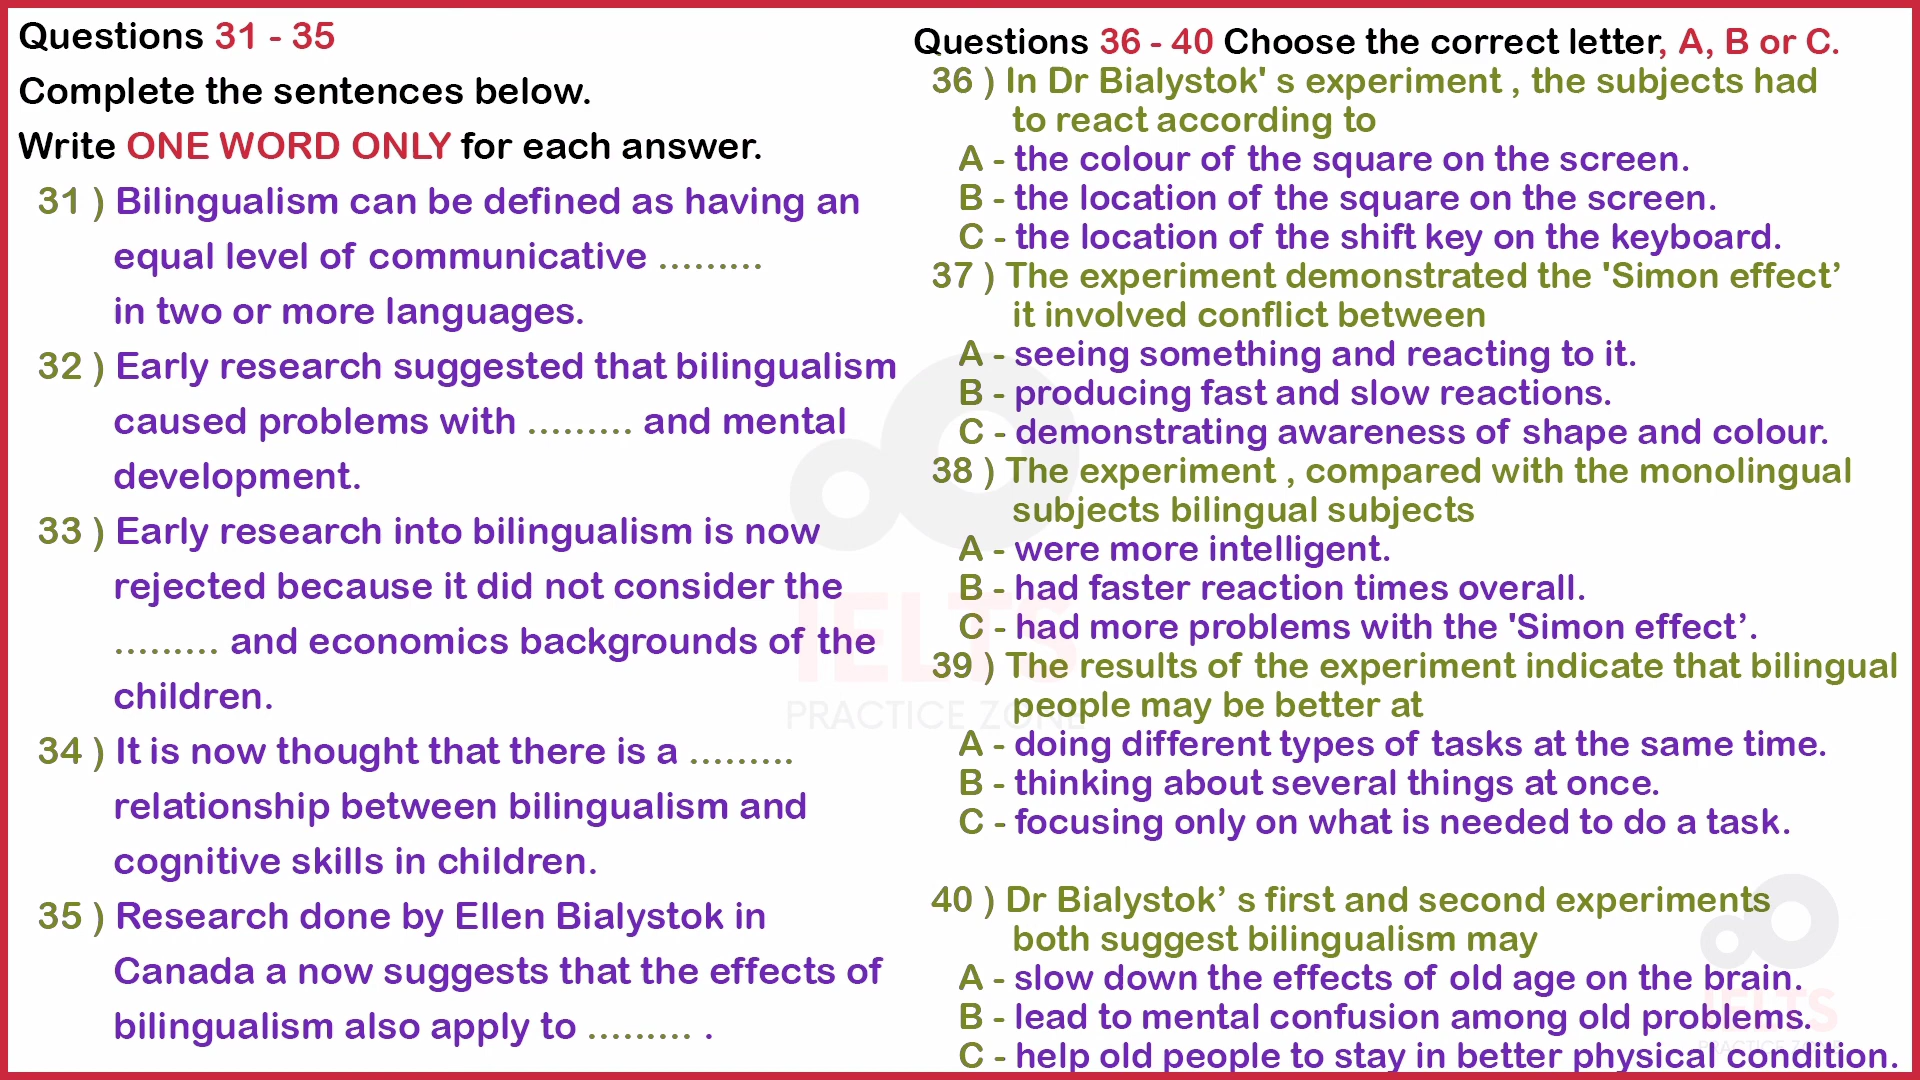 Questions 31 - 35
Complete the sentences below.
Write ONE WORD ONLY for each answer.
31 ) Bilingualism can be defined as having an
equal level of communicative .........
in two or more languages.
32 ) Early research suggested that bilingualism
caused problems with ......... and mental
development.
33 ) Early research into bilingualism is now
rejected because it did not consider the
......... and economics backgrounds of the
children.
34 ) It is now thought that there is a .........
relationship between bilingualism and
cognitive skills in children.
35 ) Research done by Ellen Bialystok in
Canada a now suggests that the effects of
bilingualism also apply to ......... .
Questions 36 - 40 Choose the correct letter, A, B or C.
36 ) In Dr Bialystok' s experiment , the subjects had
to react according to
A - the colour of the square on the screen.
B - the location of the square on the screen.
C - the location of the shift key on the keyboard.
37 ) The experiment demonstrated the 'Simon effect’
it involved conflict between
A - seeing something and reacting to it.
B - producing fast and slow reactions.
C - demonstrating awareness of shape and colour.
38 ) The experiment , compared with the monolingual
subjects bilingual subjects
A - were more intelligent.
B - had faster reaction times overall.
C - had more problems with the 'Simon effect’.
39 ) The results of the experiment indicate that bilingual
people may be better at
A - doing different types of tasks at the same time.
B - thinking about several things at once.
C - focusing only on what is needed to do a task.
40 ) Dr Bialystok’ s first and second experiments
both suggest bilingualism may
A - slow down the effects of old age on the brain.
B - lead to mental confusion among old problems.
C - help old people to stay in better physical condition.
IELTS
PRACTICE ZONE
IELTS
PRACTICE ZONE